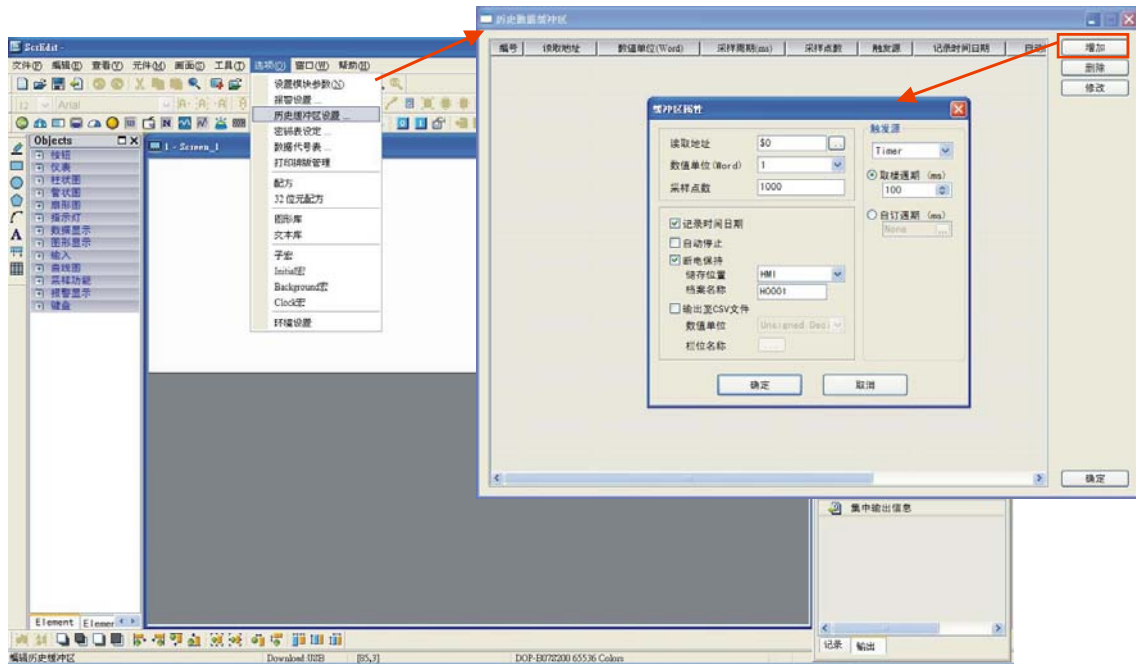 历史数据缓冲区
编号 读取地址 数值单位(Word) 采样周期(ms) 采样点数 触发源 记录时间日期 自动
增加
删除
修改
ScrEdit -
文件(F) 编辑(E) 查看(V) 元件(M) 画面(S) 工具(T) 选项(O) 窗口(W) 帮助(H)
12 Arial
Objects
按钮
仪表
柱状图
管状图
扇形图
指示灯
数据显示
图形显示
输入
曲线图
采样功能
报警显示
键盘
1 - Screen_1
设置模块参数(N)
报警设置 ...
历史缓冲区设置 ...
密码表设定 ...
数据代号表 ...
打印排版管理
配方
32 位元配方
图形库
文本库
子宏
Initial宏
Background宏
Clock宏
环境设置
缓冲区属性
读取地址 $0 ...
数值单位(Word) 1
采样点数 1000
触发源
Timer
取样周期 (ms)
100
自订周期 (ms)
None ...
记录时间日期
自动停止
断电保持
储存位置 HMI
档案名称 H0001
输出至CSV文件
数值单位 Unsigned Deci
栏位名称 ...
确定 取消
确定
集中输出信息
记录 输出
Element Elemer
编辑历史缓冲区 Download :USB [85,3] DOP-B07S200 65536 Colors